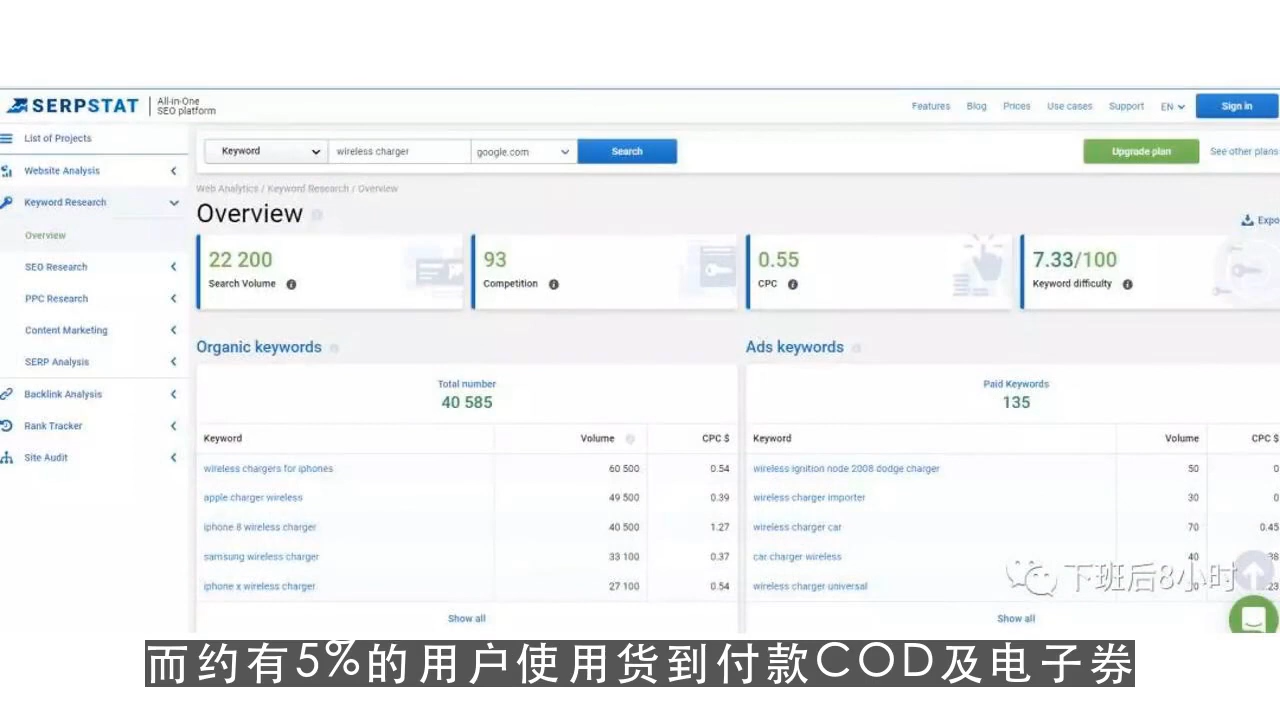 SERPSTAT
All-in-One
SEO platform
Features Blog Prices Use cases Support EN Sign in
List of Projects
Website Analysis
Keyword Research
Overview
SEO Research
PPC Research
Content Marketing
SERP Analysis
Backlink Analysis
Rank Tracker
Site Audit
Keyword wireless charger google.com Search Upgrade plan See other plans
Web Analytics / Keyword Research / Overview
Overview
Expo
22 200
Search Volume
93
Competition
0.55
CPC
7.33/100
Keyword difficulty
Organic keywords
Total number
40 585
Keyword Volume CPC $
wireless chargers for iphones 60 500 0.54
apple charger wireless 49 500 0.39
iphone 8 wireless charger 40 500 1.27
samsung wireless charger 33 100 0.37
iphone x wireless charger 27 100 0.54
Show all
Ads keywords
Paid Keywords
135
Keyword Volume CPC $
wireless ignition node 2008 dodge charger 50 0
wireless charger importer 30 0
wireless charger car 70 0.45
car charger wireless 40
wireless charger universal
Show all
下班后8小时
而约有5%的用户使用货到付款COD及电子券